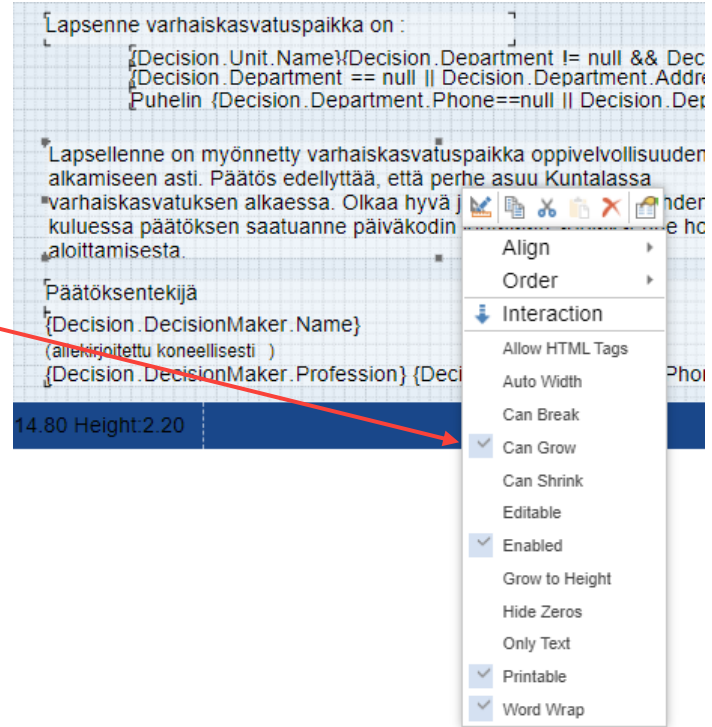 Lapsenne varhaiskasvatuspaikka on :
{Decision.Unit.Name}{Decision.Department != null && Dec
{Decision.Department == null || Decision.Department.Addre
Puhelin {Decision.Department.Phone==null || Decision.Dep
Lapsellenne on myönnetty varhaiskasvatuspaikka oppivelvollisuuden
alkamiseen asti. Päätös edellyttää, että perhe asuu Kuntalassa
varhaiskasvatuksen alkaessa. Olkaa hyvä j
kuluessa päätöksen saatuanne päiväkodin
aloittamisesta.
Päätöksentekijä
{Decision.DecisionMaker.Name}
(allekirjoitettu koneellisesti )
{Decision.DecisionMaker.Profession} {Deci Phon
14.80 Height:2.20
Align
Order
Interaction
Allow HTML Tags
Auto Width
Can Break
Can Grow
Can Shrink
Editable
Enabled
Grow to Height
Hide Zeros
Only Text
Printable
Word Wrap